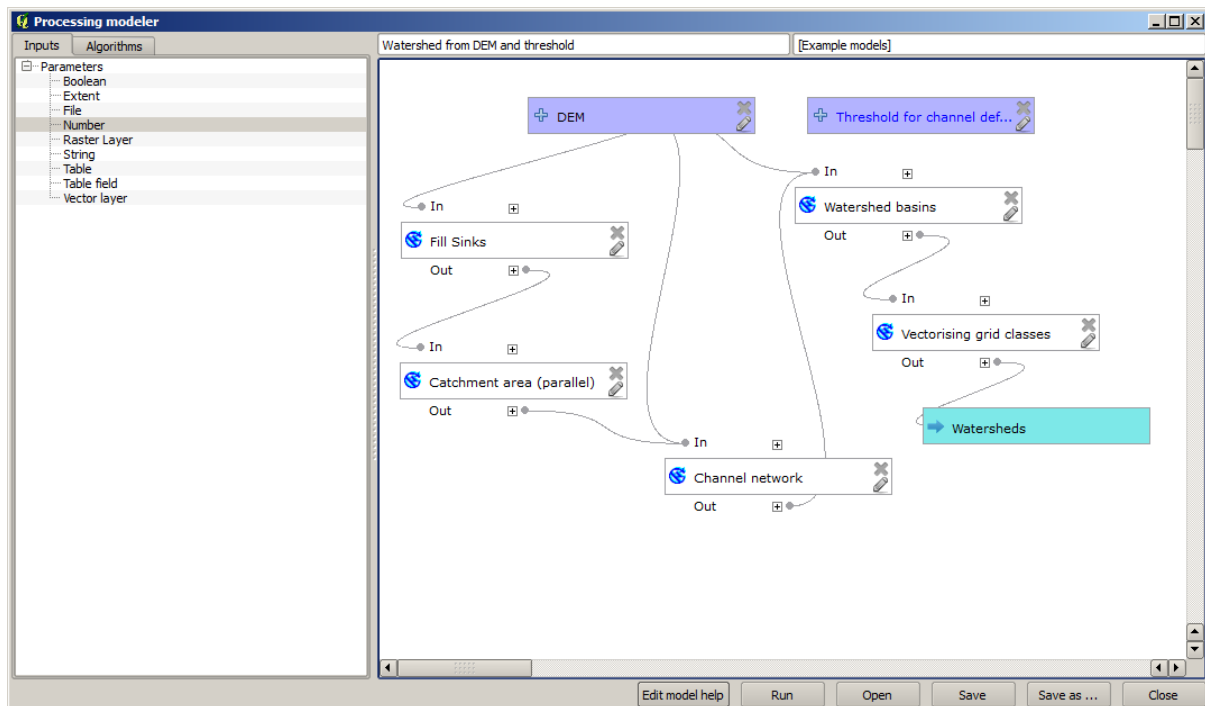 Processing modeler
Inputs
Algorithms
Parameters
Boolean
Extent
File
Number
Raster Layer
String
Table
Table field
Vector layer
Watershed from DEM and threshold
[Example models]
DEM
Threshold for channel def...
In
Watershed basins
Out
In
Fill Sinks
Out
In
Vectorising grid classes
Out
In
Catchment area (parallel)
Out
Watersheds
In
Channel network
Out
Edit model help
Run
Open
Save
Save as ...
Close